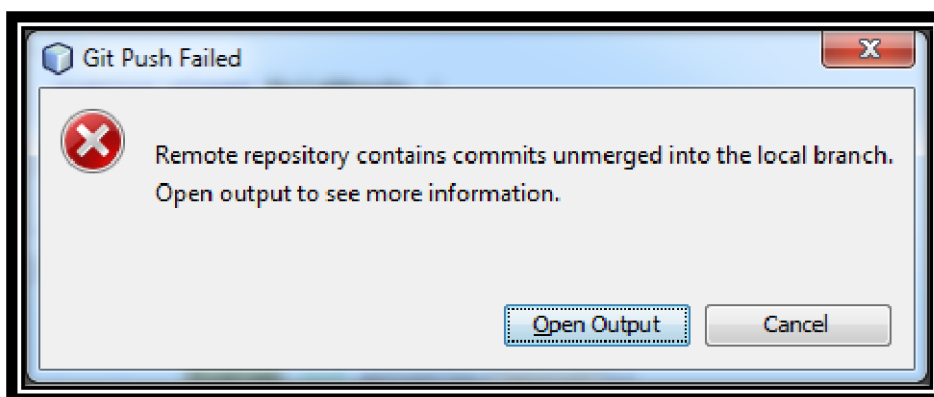 Git Push Failed
Remote repository contains commits unmerged into the local branch.
Open output to see more information.
Open Output
Cancel